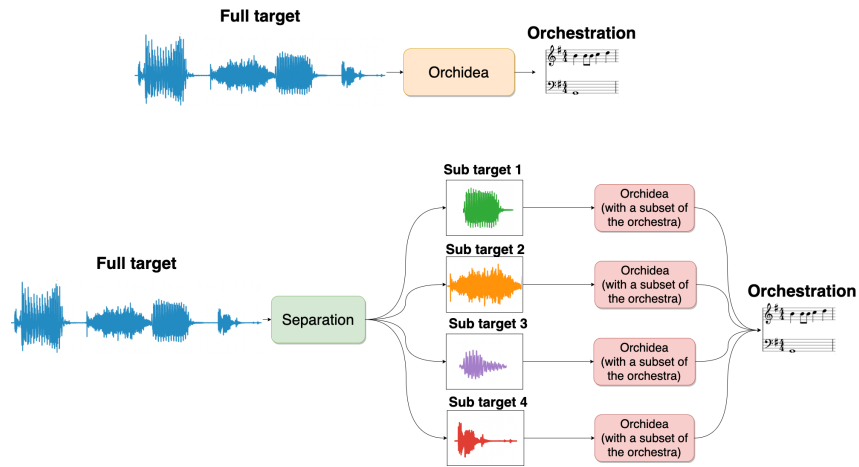 Full target
Orchestration
Orchidea
Sub target 1
Orchidea
(with a subset of
the orchestra)
Sub target 2
Orchidea
(with a subset of
the orchestra)
Full target
Separation
Orchestration
Sub target 3
Orchidea
(with a subset of
the orchestra)
Sub target 4
Orchidea
(with a subset of
the orchestra)